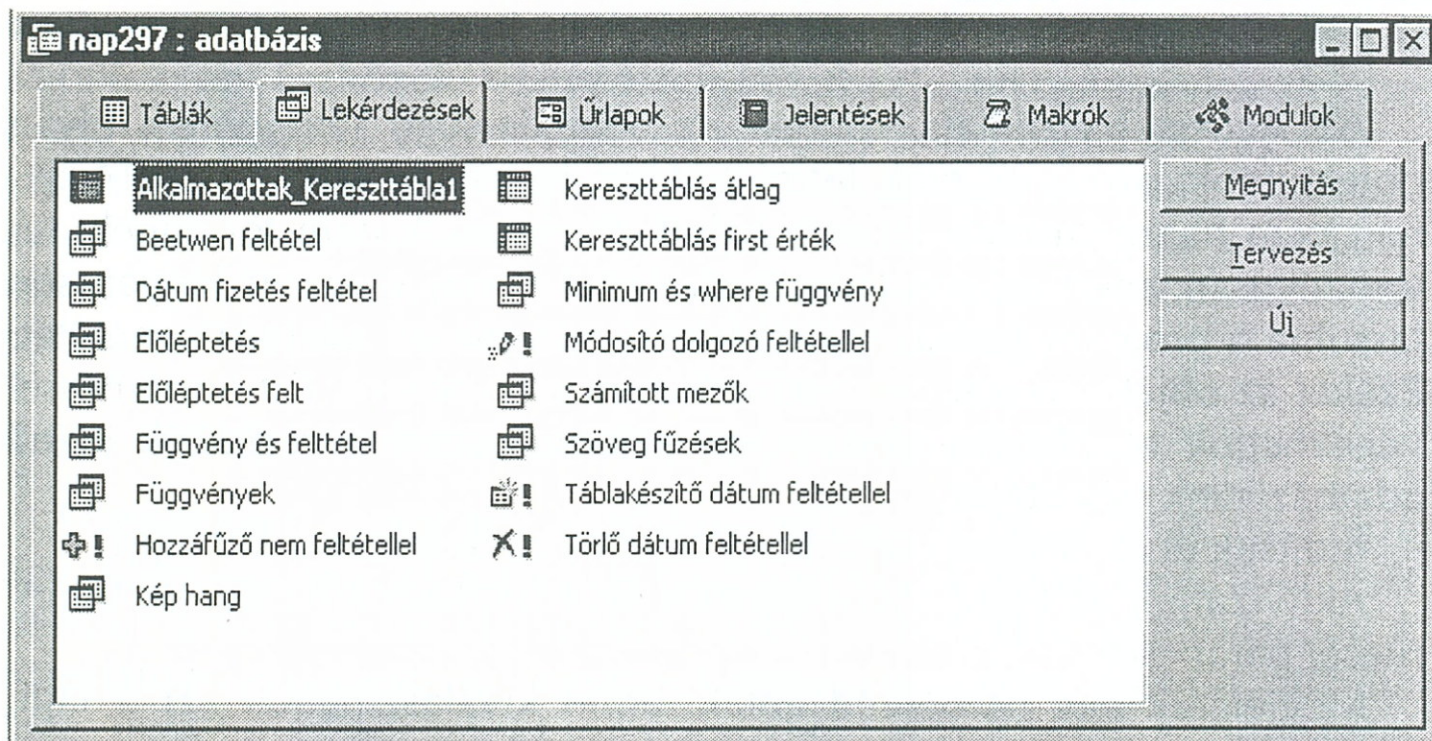 nap297 : adatbázis
Táblák Lekérdezések Űrlapok Jelentések Makrók Modulok
Alkalmazottak_Kereszttábla1
Beetwen feltétel
Dátum fizetés feltétel
Előléptetés
Előléptetés felt
Függvény és felttétel
Függvények
Hozzáfűző nem feltétellel
Kép hang
Kereszttáblás átlag
Kereszttáblás first érték
Minimum és where függvény
Módosító dolgozó feltétellel
Számított mezők
Szöveg fűzések
Táblakészítő dátum feltétellel
Törlő dátum feltétellel
Megnyitás
Tervezés
Új